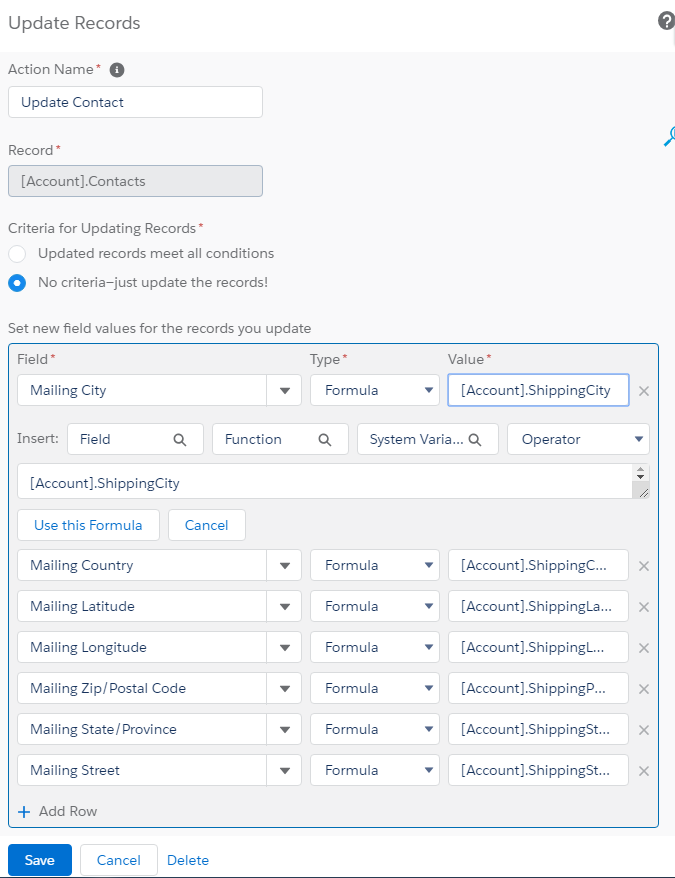 Update Records
Action Name*
Update Contact
Record*
[Account].Contacts
Criteria for Updating Records*
Updated records meet all conditions
No criteria—just update the records!
Set new field values for the records you update
Field* Type* Value*
Mailing City Formula [Account].ShippingCity
Insert: Field Function System Varia... Operator
[Account].ShippingCity
Use this Formula Cancel
Mailing Country Formula [Account].ShippingC...
Mailing Latitude Formula [Account].ShippingLa...
Mailing Longitude Formula [Account].ShippingL...
Mailing Zip/Postal Code Formula [Account].ShippingP...
Mailing State/Province Formula [Account].ShippingSt...
Mailing Street Formula [Account].ShippingSt...
+ Add Row
Save Cancel Delete